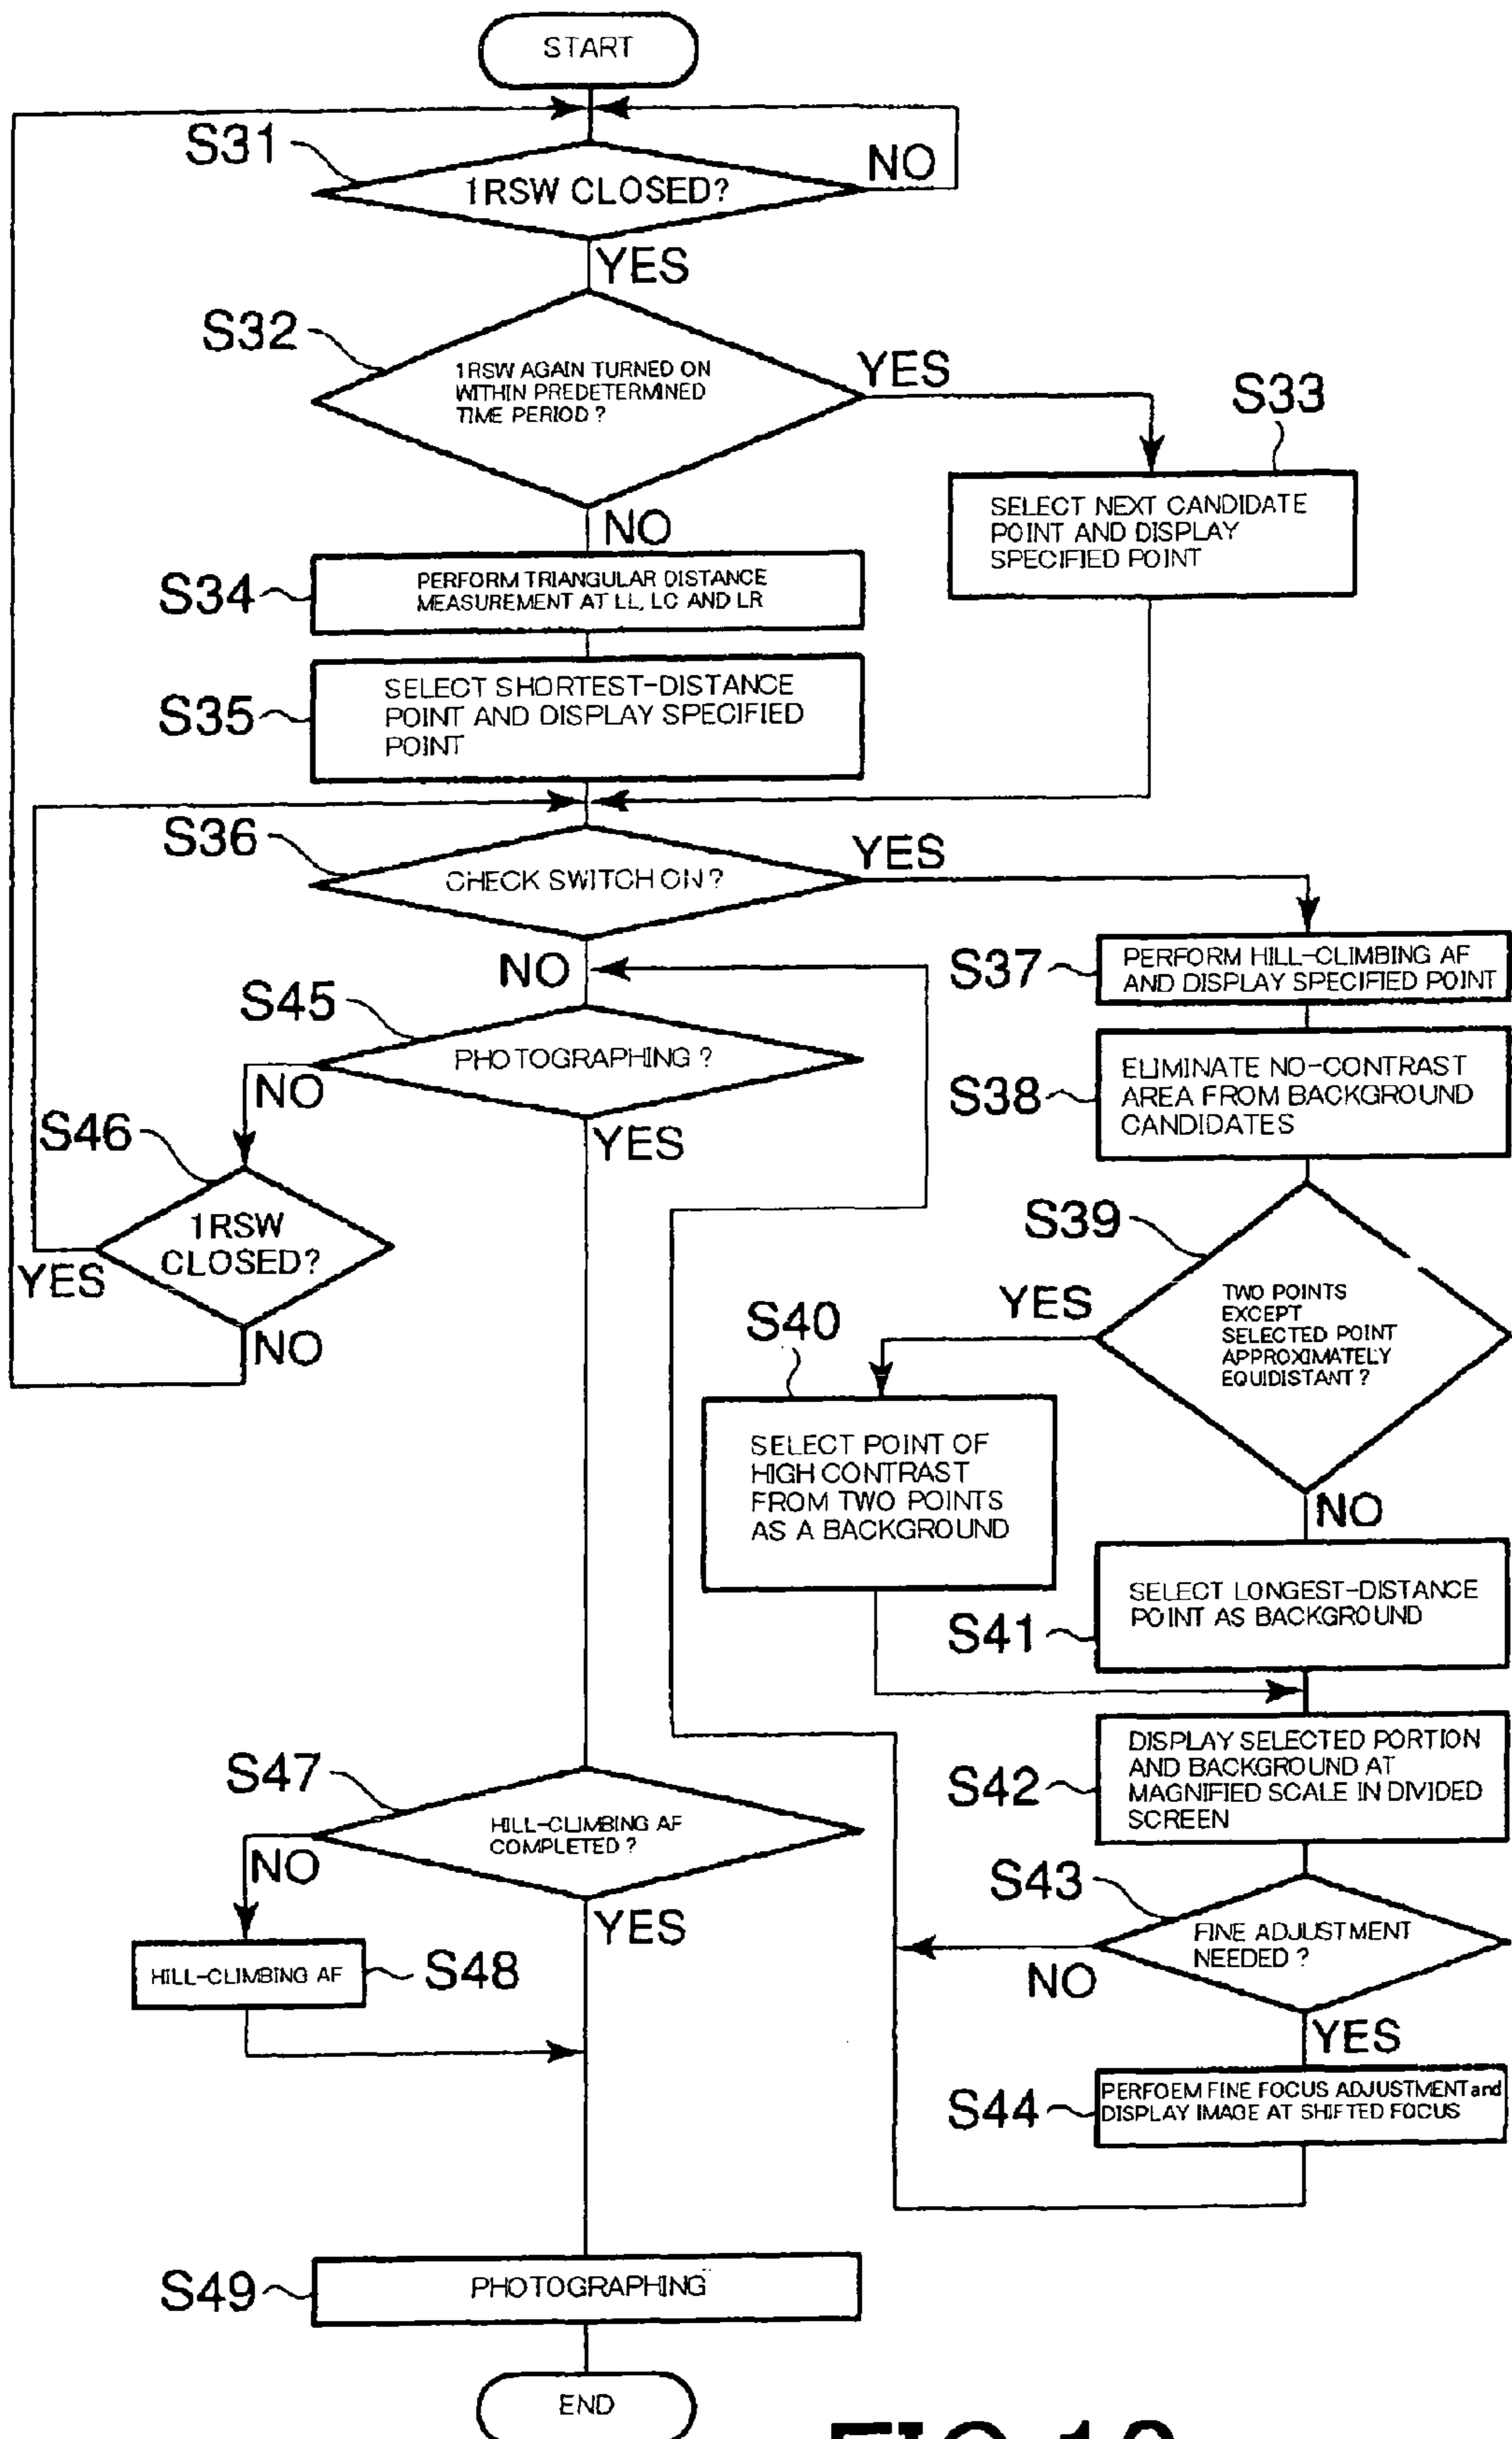 START
S31
1RSW CLOSED?
NO
YES
S32
1RSW AGAIN TURNED ON
WITHIN PREDETERMINED
TIME PERIOD?
YES
S33
SELECT NEXT CANDIDATE
POINT AND DISPLAY
SPECIFIED POINT
NO
S34
PERFORM TRIANGULAR DISTANCE
MEASUREMENT AT LL, LC AND LR
S35
SELECT SHORTEST-DISTANCE
POINT AND DISPLAY SPECIFIED
POINT
S36
CHECK SWITCH ON?
YES
NO
S37
PERFORM HILL-CLIMBING AF
AND DISPLAY SPECIFIED POINT
S45
PHOTOGRAPHING?
NO
YES
S38
ELIMINATE NO-CONTRAST
AREA FROM BACKGROUND
CANDIDATES
S46
1RSW
CLOSED?
YES
NO
S39
TWO POINTS
EXCEPT
SELECTED POINT
APPROXIMATELY
EQUIDISTANT?
YES
NO
S40
SELECT POINT OF
HIGH CONTRAST
FROM TWO POINTS
AS A BACKGROUND
S41
SELECT LONGEST-DISTANCE
POINT AS BACKGROUND
S42
DISPLAY SELECTED PORTION
AND BACKGROUND AT
MAGNIFIED SCALE IN DIVIDED
SCREEN
S47
HILL-CLIMBING AF
COMPLETED?
NO
YES
S48
HILL-CLIMBING AF
S43
FINE ADJUSTMENT
NEEDED?
NO
YES
S44
PERFOEM FINE FOCUS ADJUSTMENT and
DISPLAY IMAGE AT SHIFTED FOCUS
S49
PHOTOGRAPHING
END